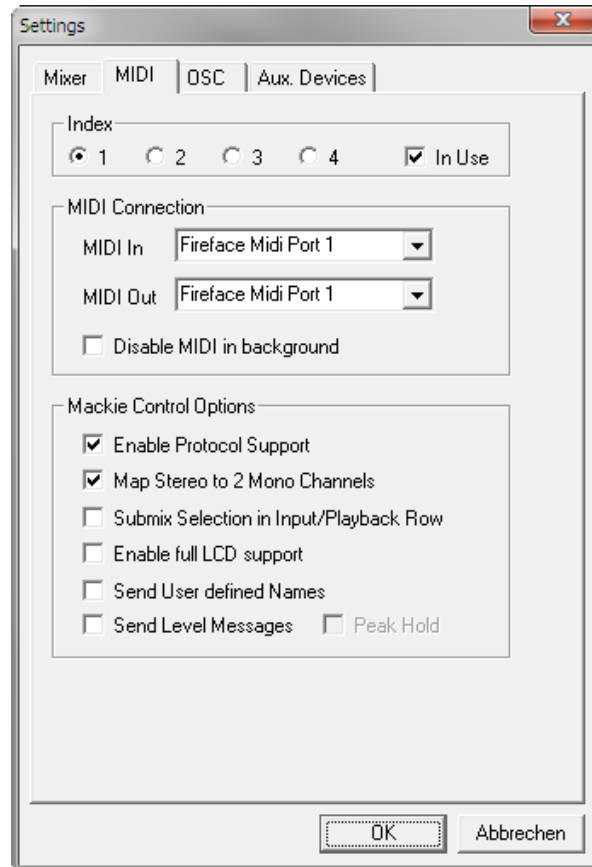 Settings
Mixer MIDI OSC Aux. Devices
Index
1 2 3 4 In Use
MIDI Connection
MIDI In Fireface Midi Port 1
MIDI Out Fireface Midi Port 1
Disable MIDI in background
Mackie Control Options
Enable Protocol Support
Map Stereo to 2 Mono Channels
Submix Selection in Input/Playback Row
Enable full LCD support
Send User defined Names
Send Level Messages Peak Hold
OK Abbrechen